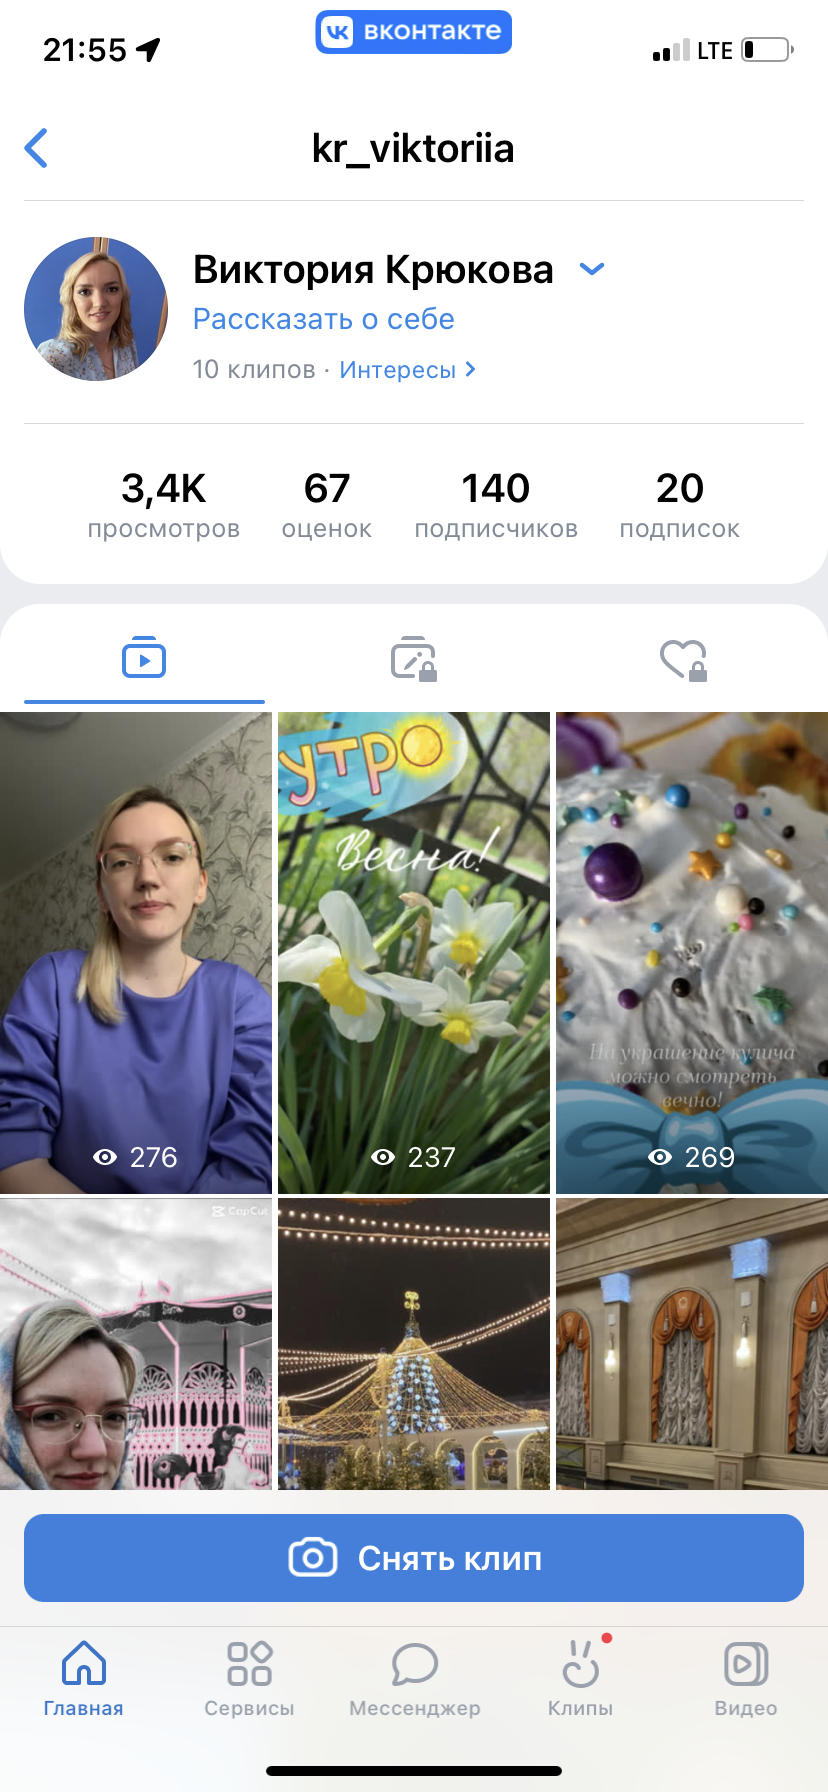 21:55
вконтакте
LTE
kr_viktoriia
Виктория Крюкова
Рассказать о себе
10 клипов · Интересы
3,4K 67 140 20
просмотров оценок подписчиков подписок
УТРО
Весна!
На украшение кулича
можно смотреть
вечно!
276 237 269
CapCut
Снять клип
Главная Сервисы Мессенджер Клипы Видео